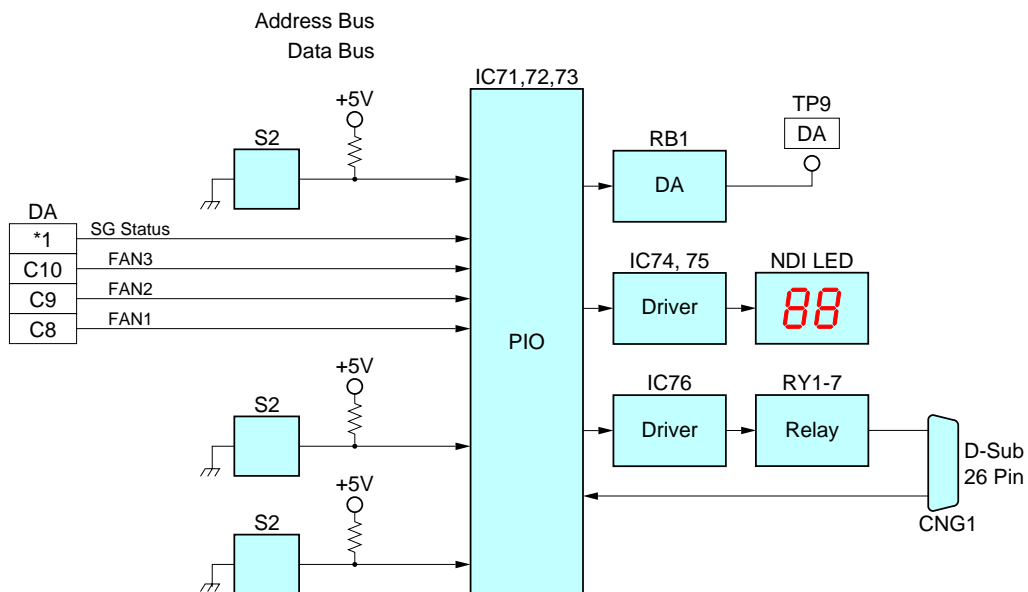 Address Bus
Data Bus
IC71,72,73
+5V
S2
TP9
DA
RB1
DA
DA
*1
SG Status
C10
FAN3
C9
FAN2
C8
FAN1
PIO
IC74, 75
Driver
NDI LED
88
+5V
S2
IC76
Driver
RY1-7
Relay
D-Sub
26 Pin
CNG1
+5V
S2